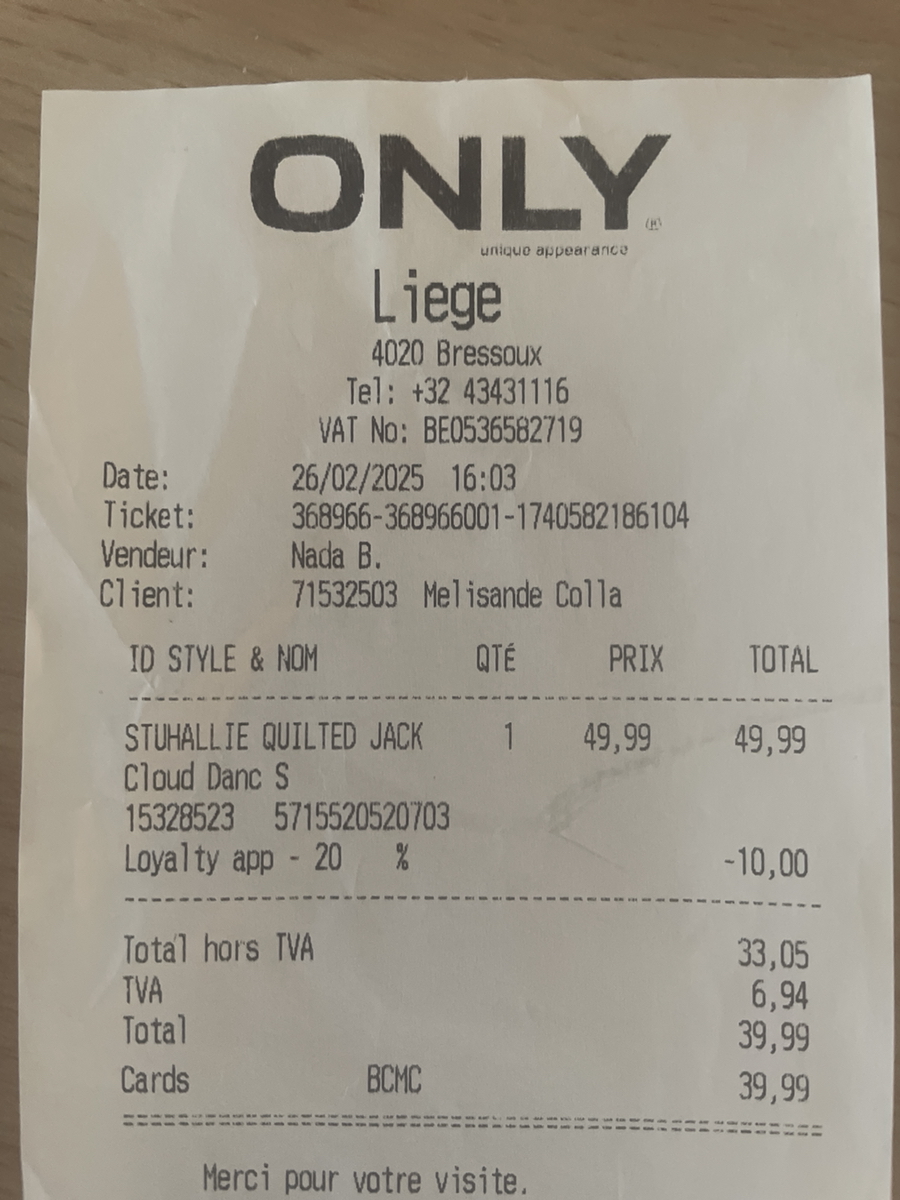 ONLY®
unique appearance
Liege
4020 Bressoux
Tel: +32 43431116
VAT No: BE0536582719
Date: 26/02/2025 16:03
Ticket: 368966-368966001-1740582186104
Vendeur: Nada B.
Client: 71532503 Melisande Colla
ID STYLE & NOM QTÉ PRIX TOTAL
STUHALLIE QUILTED JACK 1 49,99 49,99
Cloud Danc S
15328523 5715520520703
Loyalty app - 20 % -10,00
Total hors TVA 33,05
TVA 6,94
Total 39,99
Cards BCMC 39,99
Merci pour votre visite.